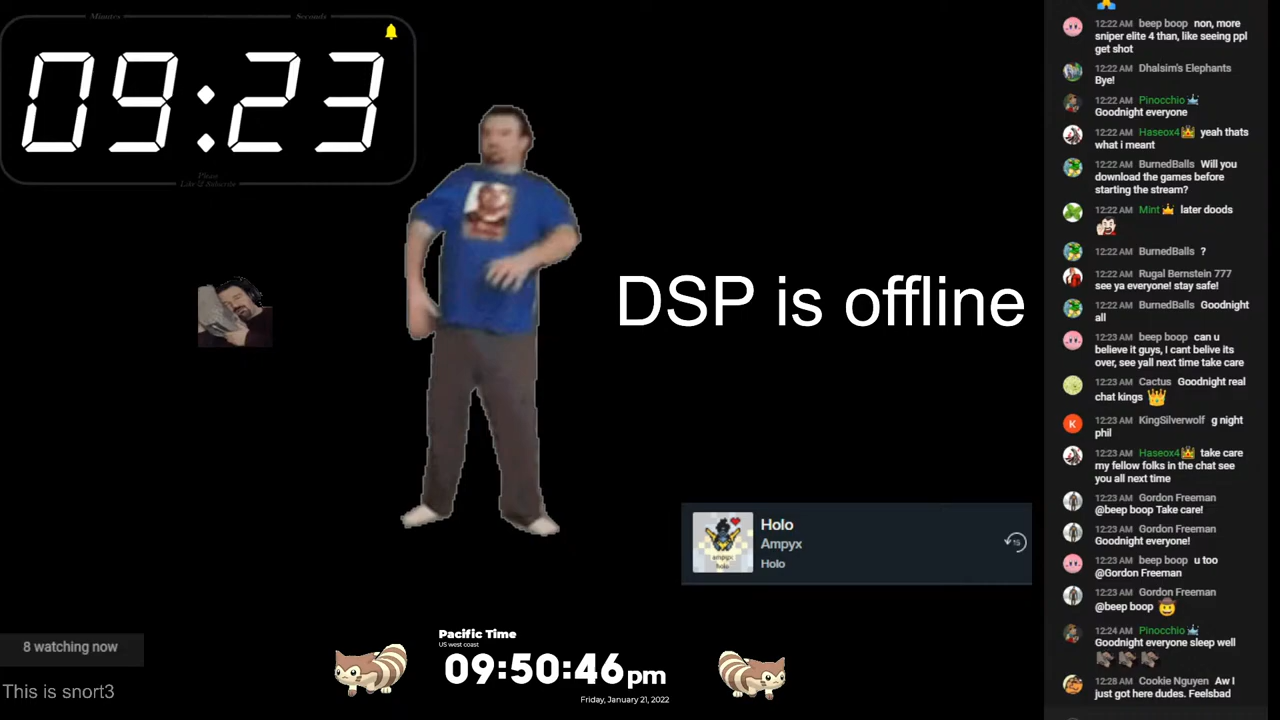 Minutes
Seconds
09:23
Please
Like & Subscribe
DSP is offline
ampyx
holo
Holo
Ampyx
Holo
15
8 watching now
This is snort3
Pacific Time
US west coast
09:50:46pm
Friday, January 21, 2022
12:22 AM beep boop non, more
sniper elite 4 than, like seeing ppl
get shot
12:22 AM Dhalsim's Elephants
Bye!
12:22 AM Pinocchio
Goodnight everyone
12:22 AM Haseox4 yeah thats
what i meant
12:22 AM BurnedBalls Will you
download the games before
starting the stream?
12:22 AM Mint later doods
12:22 AM BurnedBalls ?
12:22 AM Rugal Bernstein 777
see ya everyone! stay safe!
12:22 AM BurnedBalls Goodnight
all
12:23 AM beep boop can u
believe it guys, I cant belive its
over, see yall next time take care
12:23 AM Cactus Goodnight real
chat kings
K
12:23 AM KingSilverwolf g night
phil
12:23 AM Haseox4 take care
my fellow folks in the chat see
you all next time
12:23 AM Gordon Freeman
@beep boop Take care!
12:23 AM Gordon Freeman
Goodnight everyone!
12:23 AM beep boop u too
@Gordon Freeman
12:23 AM Gordon Freeman
@beep boop
12:24 AM Pinocchio
Goodnight everyone sleep well
12:28 AM Cookie Nguyen Aw I
just got here dudes. Feelsbad